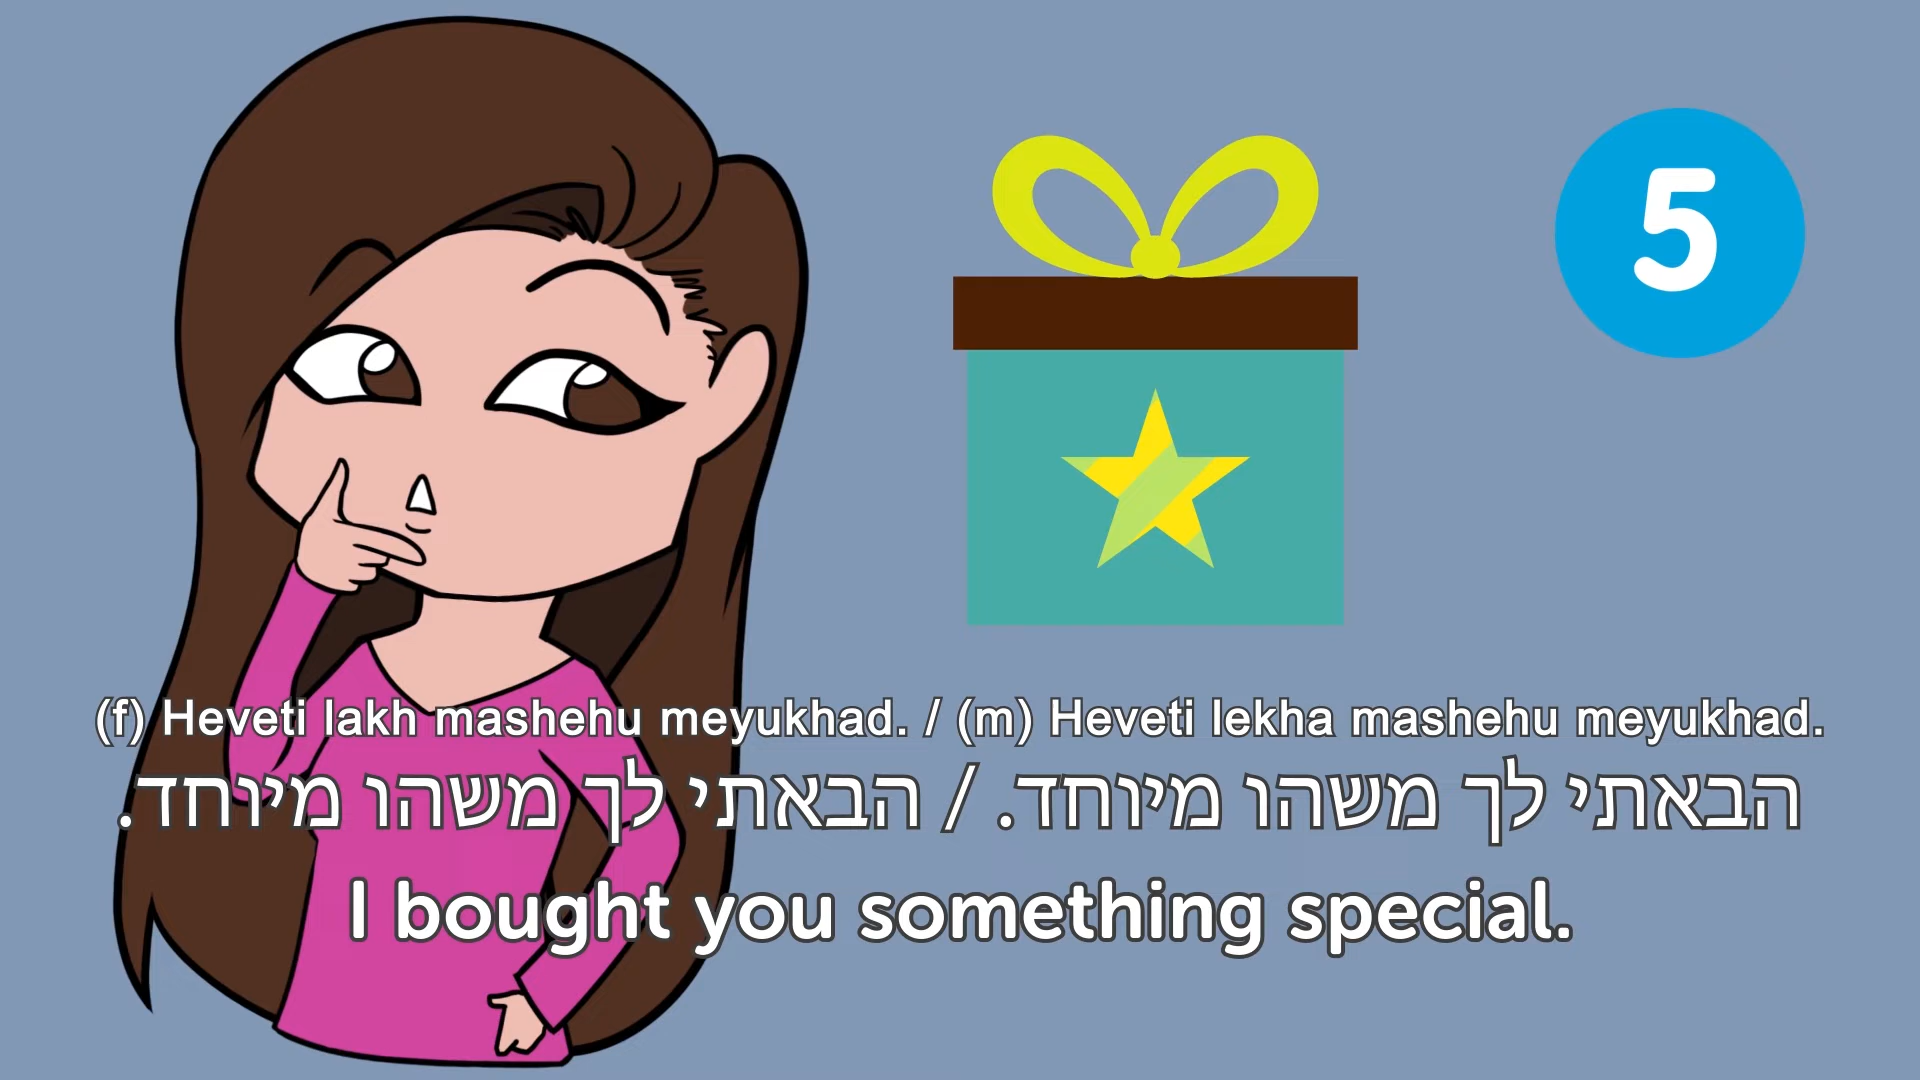 5
(f) Heveti lakh mashehu meyukhad. / (m) Heveti lekha mashehu meyukhad.
הבאתי לך משהו מיוחד. / הבאתי לך משהו מיוחד.
I bought you something special.